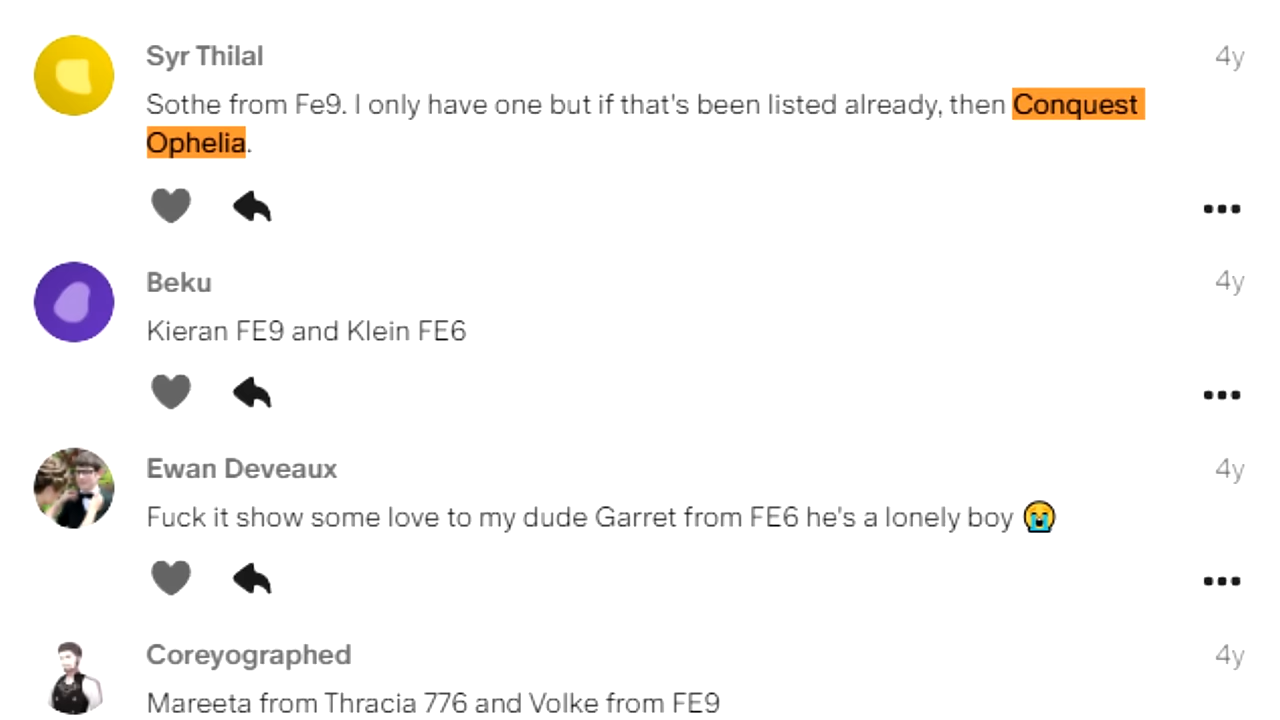 Syr Thilal
4y
Sothe from Fe9. I only have one but if that's been listed already, then Conquest
Ophelia.
Beku
4y
Kieran FE9 and Klein FE6
Ewan Deveaux
4y
Fuck it show some love to my dude Garret from FE6 he's a lonely boy 😭
Coreyographed
4y
Mareeta from Thracia 776 and Volke from FE9